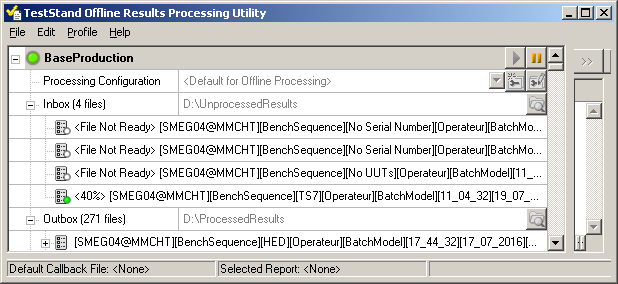 TestStand Offline Results Processing Utility
File Edit Profile Help
BaseProduction
Processing Configuration <Default for Offline Processing>
Inbox (4 files) D:\UnprocessedResults
<File Not Ready> [SMEG04@MMCHT][BenchSequence][No Serial Number][Operateur][BatchMo...
<File Not Ready> [SMEG04@MMCHT][BenchSequence][No Serial Number][Operateur][BatchMo...
<File Not Ready> [SMEG04@MMCHT][BenchSequence][No UUTs][Operateur][BatchModel][11_...
<40%> [SMEG04@MMCHT][BenchSequence][TS7][Operateur][BatchModel][11_04_32][19_07_...
Outbox (271 files) D:\ProcessedResults
[SMEG04@MMCHT][BenchSequence][HED][Operateur][BatchModel][17_44_32][17_07_2016][...
Default Callback File: <None> Selected Report: <None>